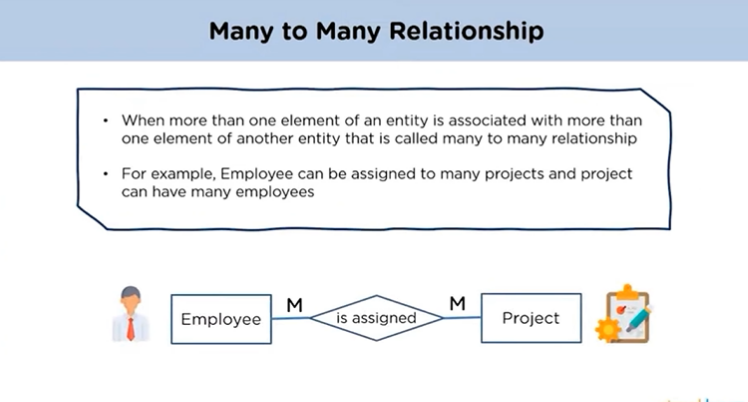 Many to Many Relationship
• When more than one element of an entity is associated with more than
one element of another entity that is called many to many relationship
• For example, Employee can be assigned to many projects and project
can have many employees
Employee
M
is assigned
M
Project